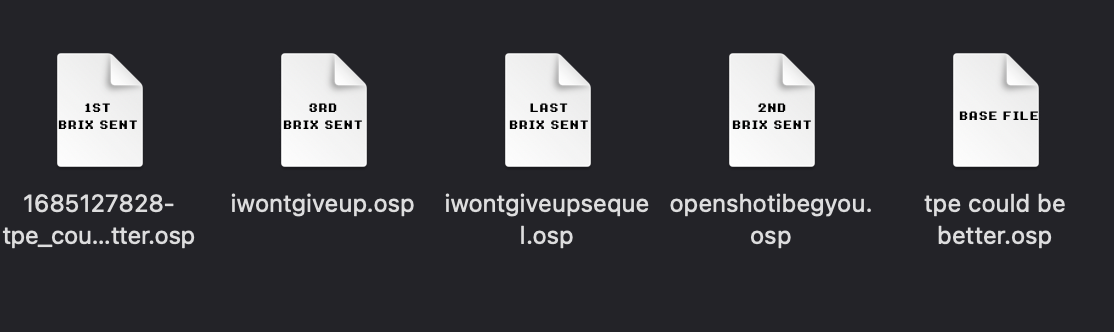 1ST
BRIX SENT
1685127828-
tpe_cou...tter.osp
3RD
BRIX SENT
iwontgiveup.osp
LAST
BRIX SENT
iwontgiveupseque
l.osp
2ND
BRIX SENT
openshotibegyou.
osp
BASE FILE
tpe could be
better.osp